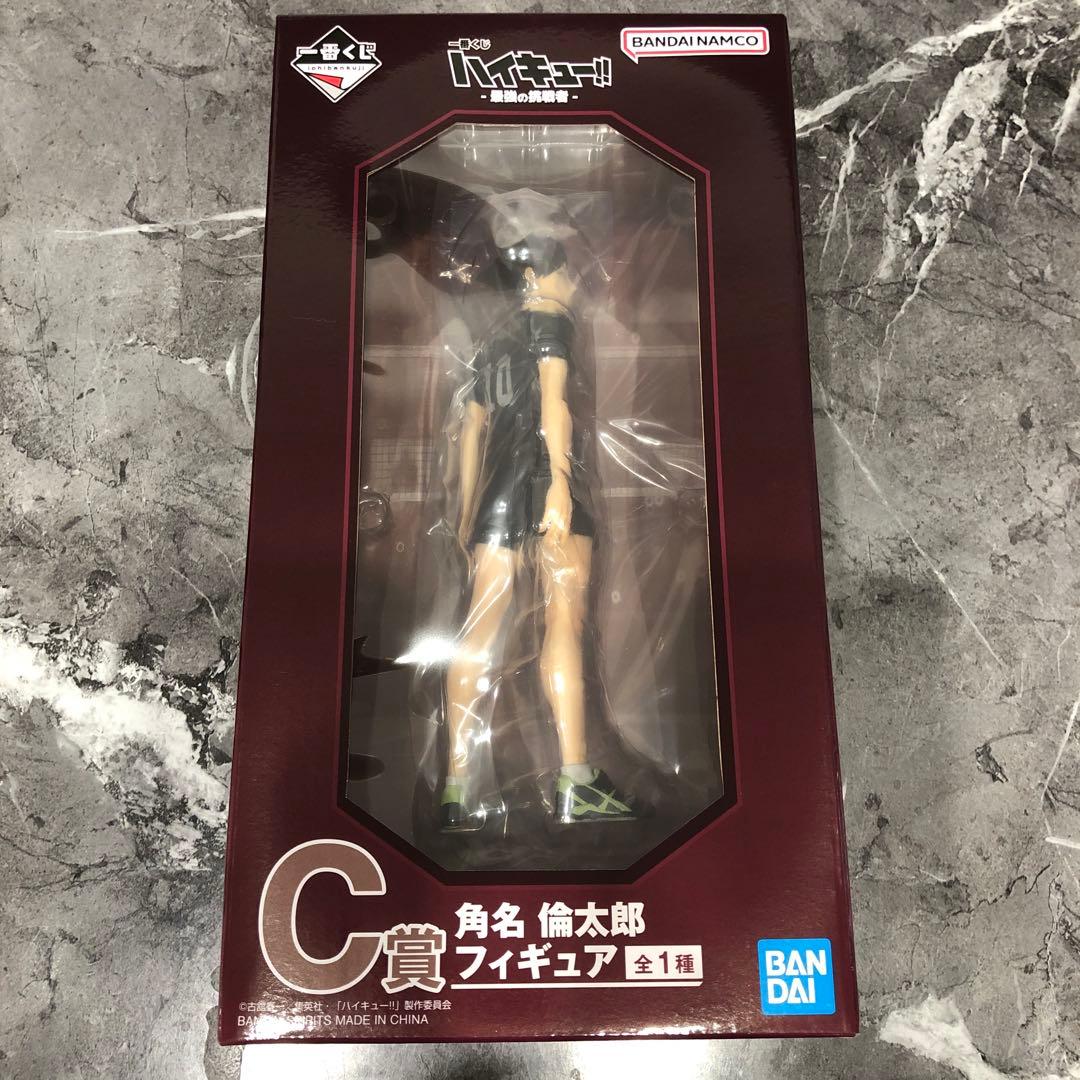 一番くじ
ichibankuji
一番くじ
ハイキュー!!
- 最強の挑戦者 -
BANDAI NAMCO
10
C賞
角名 倫太郎
フィギュア 全1種
BAN
DAI
©古舘春一/集英社・「ハイキュー!!」製作委員会
BANDAI SPIRITS MADE IN CHINA